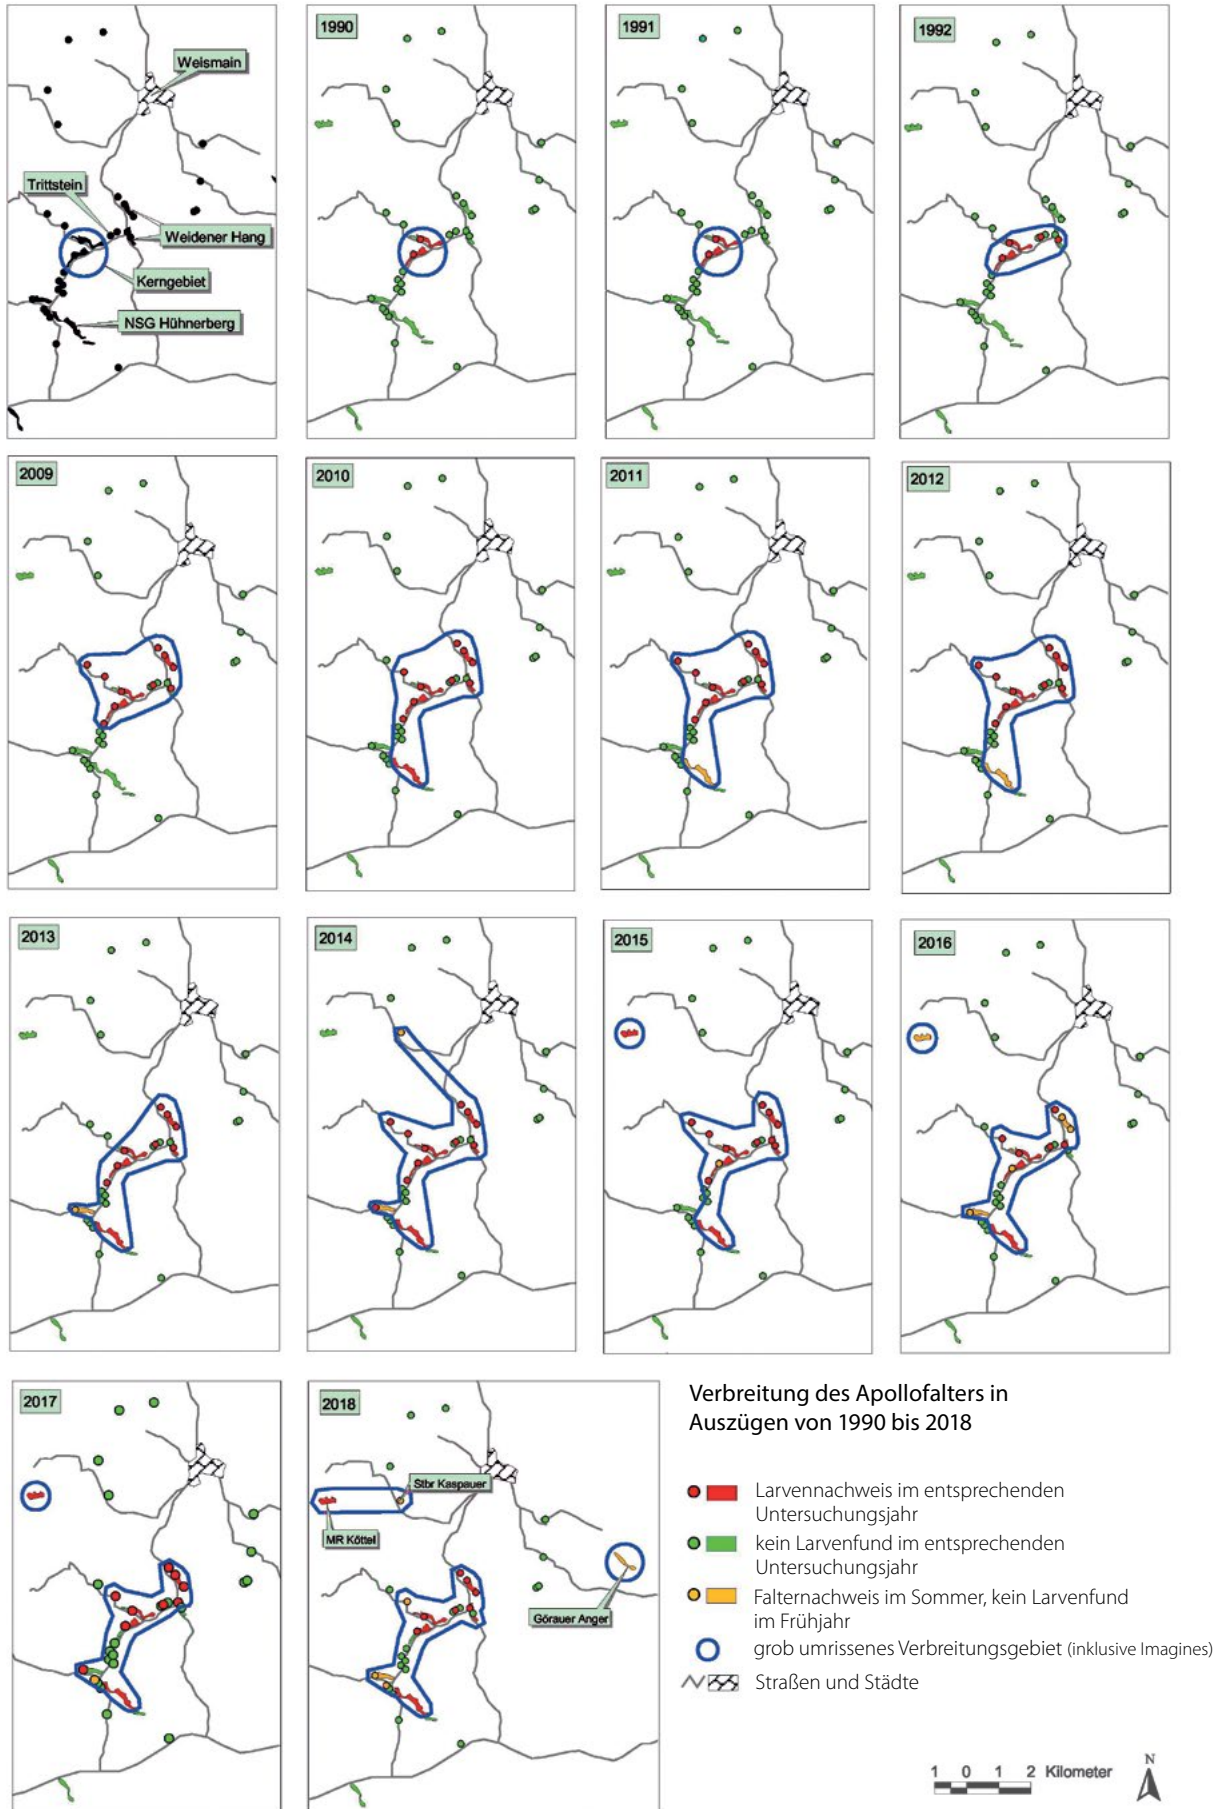 Weismain
Trittstein
Weidener Hang
Kerngebiet
NSG Hühnerberg
1990
1991
1992
2009
2010
2011
2012
2013
2014
2015
2016
2017
2018
Stbr Kaspauer
MR Köttel
Görauer Anger
Verbreitung des Apollofalters in
Auszügen von 1990 bis 2018
Larvennachweis im entsprechenden
Untersuchungsjahr
kein Larvenfund im entsprechenden
Untersuchungsjahr
Falternachweis im Sommer, kein Larvenfund
im Frühjahr
grob umrissenes Verbreitungsgebiet (inklusive Imagines)
Straßen und Städte
1 0 1 2 Kilometer
N